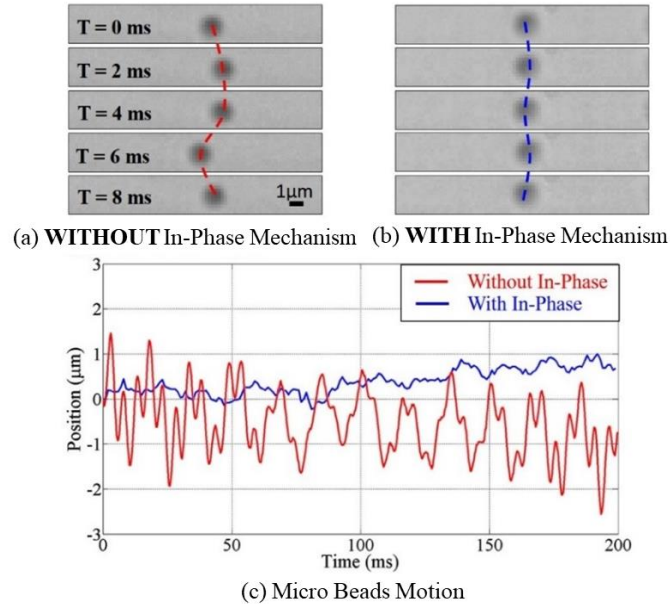 T = 0 ms
T = 2 ms
T = 4 ms
T = 6 ms
T = 8 ms
1μm
(a) WITHOUT In-Phase Mechanism
(b) WITH In-Phase Mechanism
3
2
1
0
-1
-2
-3
Position (μm)
Without In-Phase
With In-Phase
0
50
100
150
200
Time (ms)
(c) Micro Beads Motion